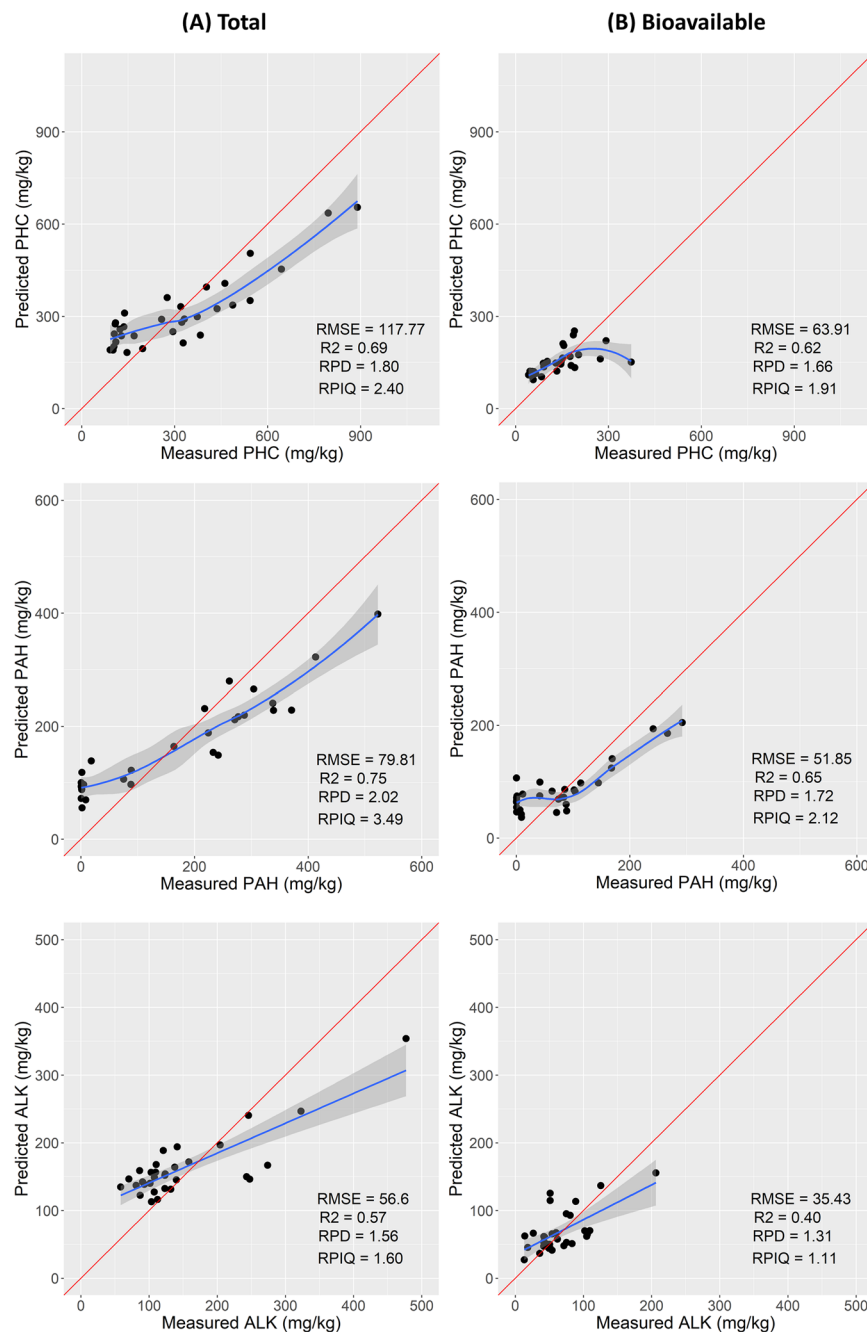 (A) Total
(B) Bioavailable
Predicted PHC (mg/kg)
900
600
300
0
RMSE = 117.77
R2 = 0.69
RPD = 1.80
RPIQ = 2.40
0 300 600 900
Measured PHC (mg/kg)
Predicted PHC (mg/kg)
900
600
300
0
RMSE = 63.91
R2 = 0.62
RPD = 1.66
RPIQ = 1.91
0 300 600 900
Measured PHC (mg/kg)
Predicted PAH (mg/kg)
600
400
200
0
RMSE = 79.81
R2 = 0.75
RPD = 2.02
RPIQ = 3.49
0 200 400 600
Measured PAH (mg/kg)
Predicted PAH (mg/kg)
600
400
200
0
RMSE = 51.85
R2 = 0.65
RPD = 1.72
RPIQ = 2.12
0 200 400 600
Measured PAH (mg/kg)
Predicted ALK (mg/kg)
500
400
300
200
100
0
RMSE = 56.6
R2 = 0.57
RPD = 1.56
RPIQ = 1.60
0 100 200 300 400 500
Measured ALK (mg/kg)
Predicted ALK (mg/kg)
500
400
300
200
100
0
RMSE = 35.43
R2 = 0.40
RPD = 1.31
RPIQ = 1.11
0 100 200 300 400 500
Measured ALK (mg/kg)